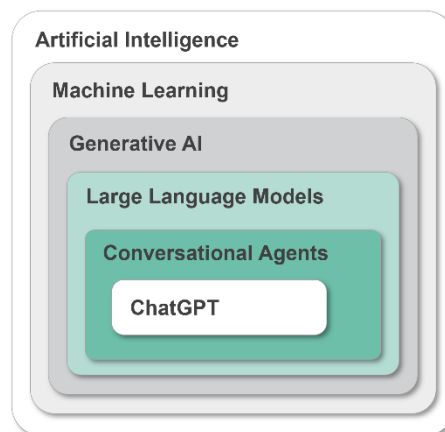 Artificial Intelligence
Machine Learning
Generative AI
Large Language Models
Conversational Agents
ChatGPT